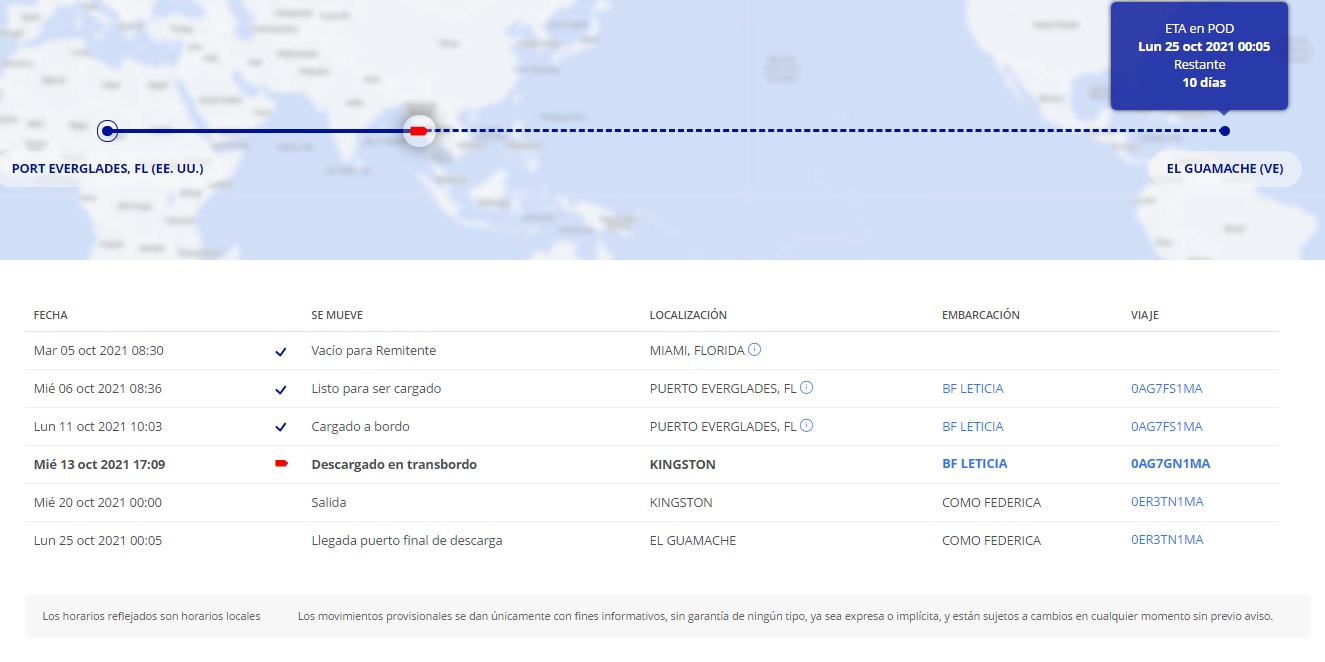 ETA en POD
Lun 25 oct 2021 00:05
Restante
10 días
PORT EVERGLADES, FL (EE. UU.)
EL GUAMACHE (VE)
FECHA SE MUEVE LOCALIZACIÓN EMBARCACIÓN VIAJE
Mar 05 oct 2021 08:30 Vacío para Remitente MIAMI, FLORIDA
Mié 06 oct 2021 08:36 Listo para ser cargado PUERTO EVERGLADES, FL BF LETICIA 0AG7FS1MA
Lun 11 oct 2021 10:03 Cargado a bordo PUERTO EVERGLADES, FL BF LETICIA 0AG7FS1MA
Mié 13 oct 2021 17:09 Descargado en transbordo KINGSTON BF LETICIA 0AG7GN1MA
Mié 20 oct 2021 00:00 Salida KINGSTON COMO FEDERICA 0ER3TN1MA
Lun 25 oct 2021 00:05 Llegada puerto final de descarga EL GUAMACHE COMO FEDERICA 0ER3TN1MA
Los horarios reflejados son horarios locales Los movimientos provisionales se dan únicamente con fines informativos, sin garantía de ningún tipo, ya sea expresa o implícita, y están sujetos a cambios en cualquier momento sin previo aviso.